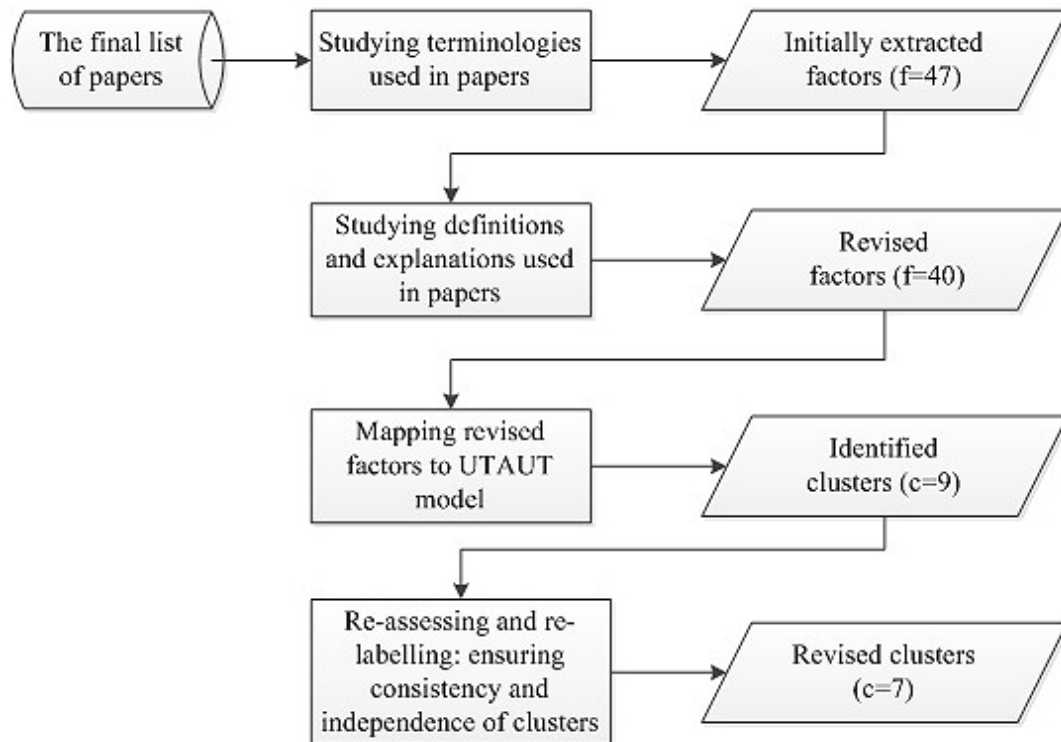 The final list
of papers
Studying terminologies
used in papers
Initially extracted
factors (f=47)
Studying definitions
and explanations used
in papers
Revised
factors (f=40)
Mapping revised
factors to UTAUT
model
Identified
clusters (c=9)
Re-assessing and re-
labelling: ensuring
consistency and
independence of clusters
Revised clusters
(c=7)